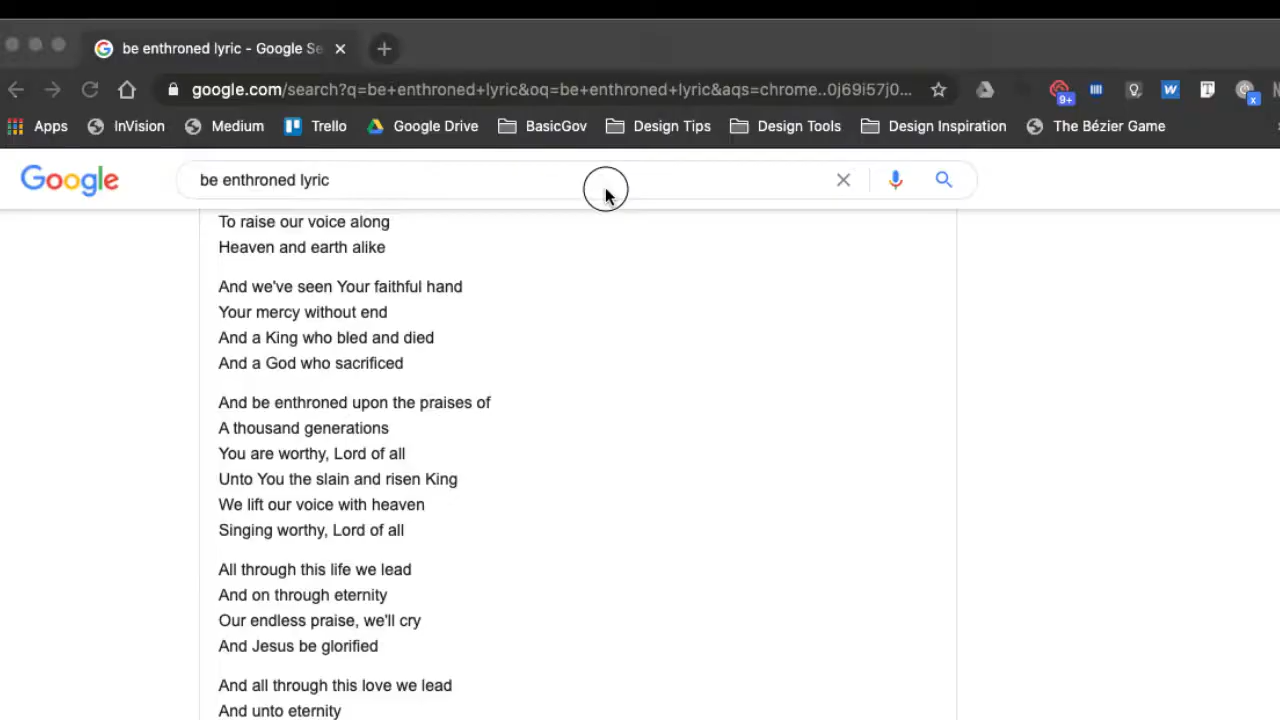 be enthroned lyric - Google Se
google.com/search?q=be+enthroned+lyric&oq=be+enthroned+lyric&aqs=chrome..0j69i57j0...
9+
W
T
x
Apps InVision Medium Trello Google Drive BasicGov Design Tips Design Tools Design Inspiration The Bézier Game
Google
be enthroned lyric
To raise our voice along
Heaven and earth alike
And we've seen Your faithful hand
Your mercy without end
And a King who bled and died
And a God who sacrificed
And be enthroned upon the praises of
A thousand generations
You are worthy, Lord of all
Unto You the slain and risen King
We lift our voice with heaven
Singing worthy, Lord of all
All through this life we lead
And on through eternity
Our endless praise, we'll cry
And Jesus be glorified
And all through this love we lead
And unto eternity